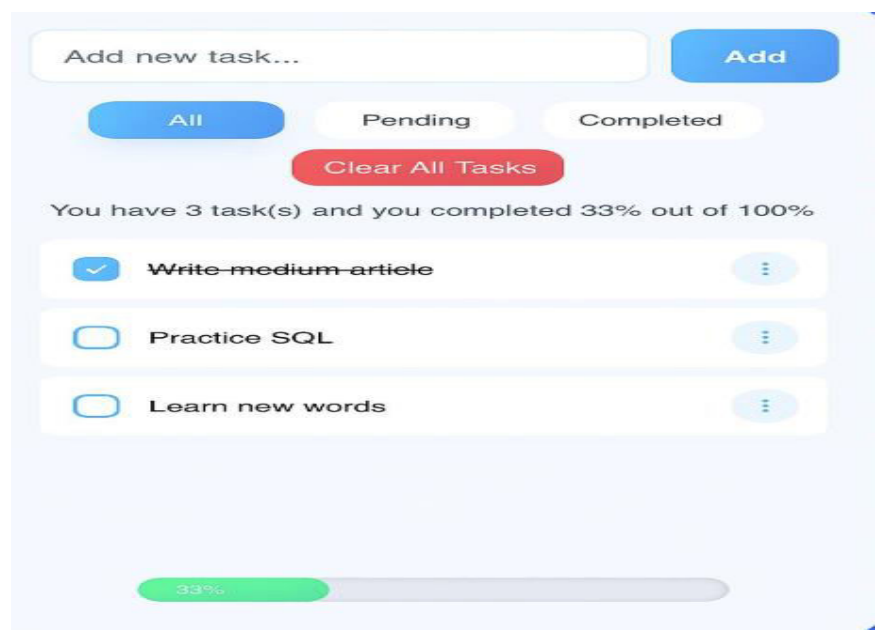 Add new task...
Add
All
Pending
Completed
Clear All Tasks
You have 3 task(s) and you completed 33% out of 100%
Write medium article
Practice SQL
Learn new words
33%